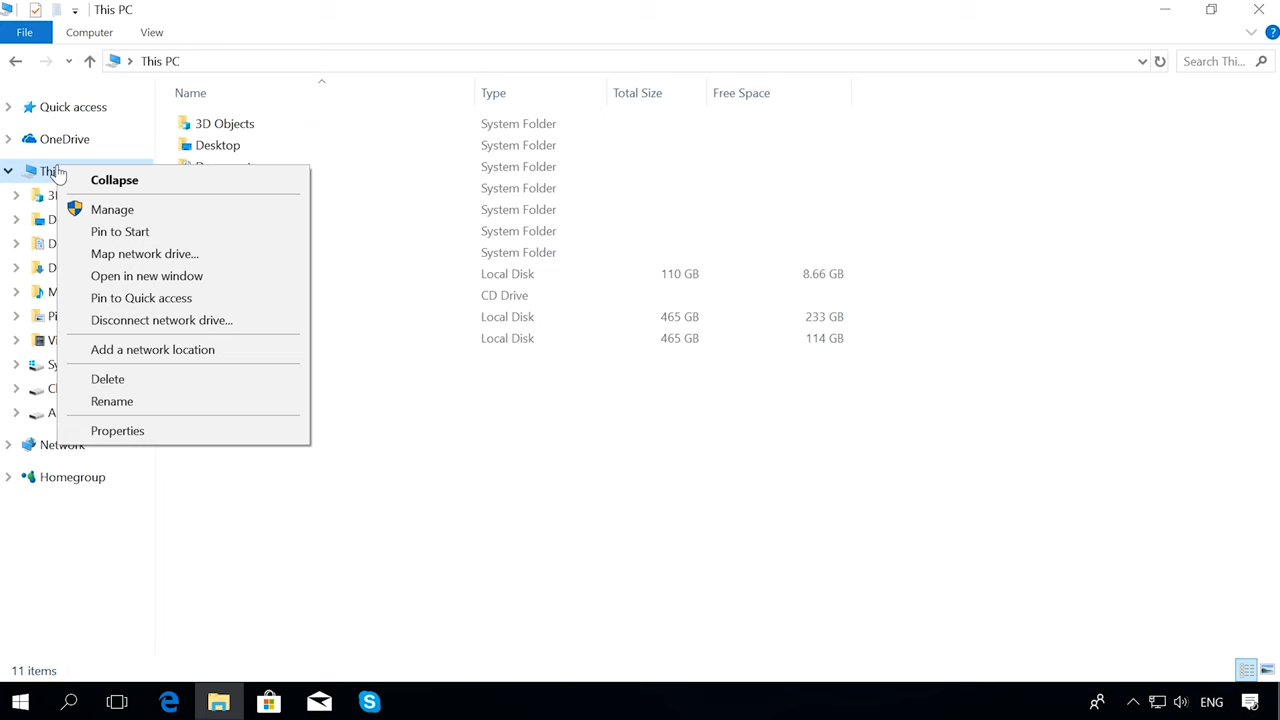 This PC
File Computer View
This PC
Search Thi...
Name Type Total Size Free Space
Quick access
OneDrive
3D Objects System Folder
Desktop System Folder
System Folder
System Folder
System Folder
System Folder
System Folder
Local Disk 110 GB 8.66 GB
CD Drive
Local Disk 465 GB 233 GB
Local Disk 465 GB 114 GB
Collapse
Manage
Pin to Start
Map network drive...
Open in new window
Pin to Quick access
Disconnect network drive...
Add a network location
Delete
Rename
Properties
Network
Homegroup
11 items
ENG